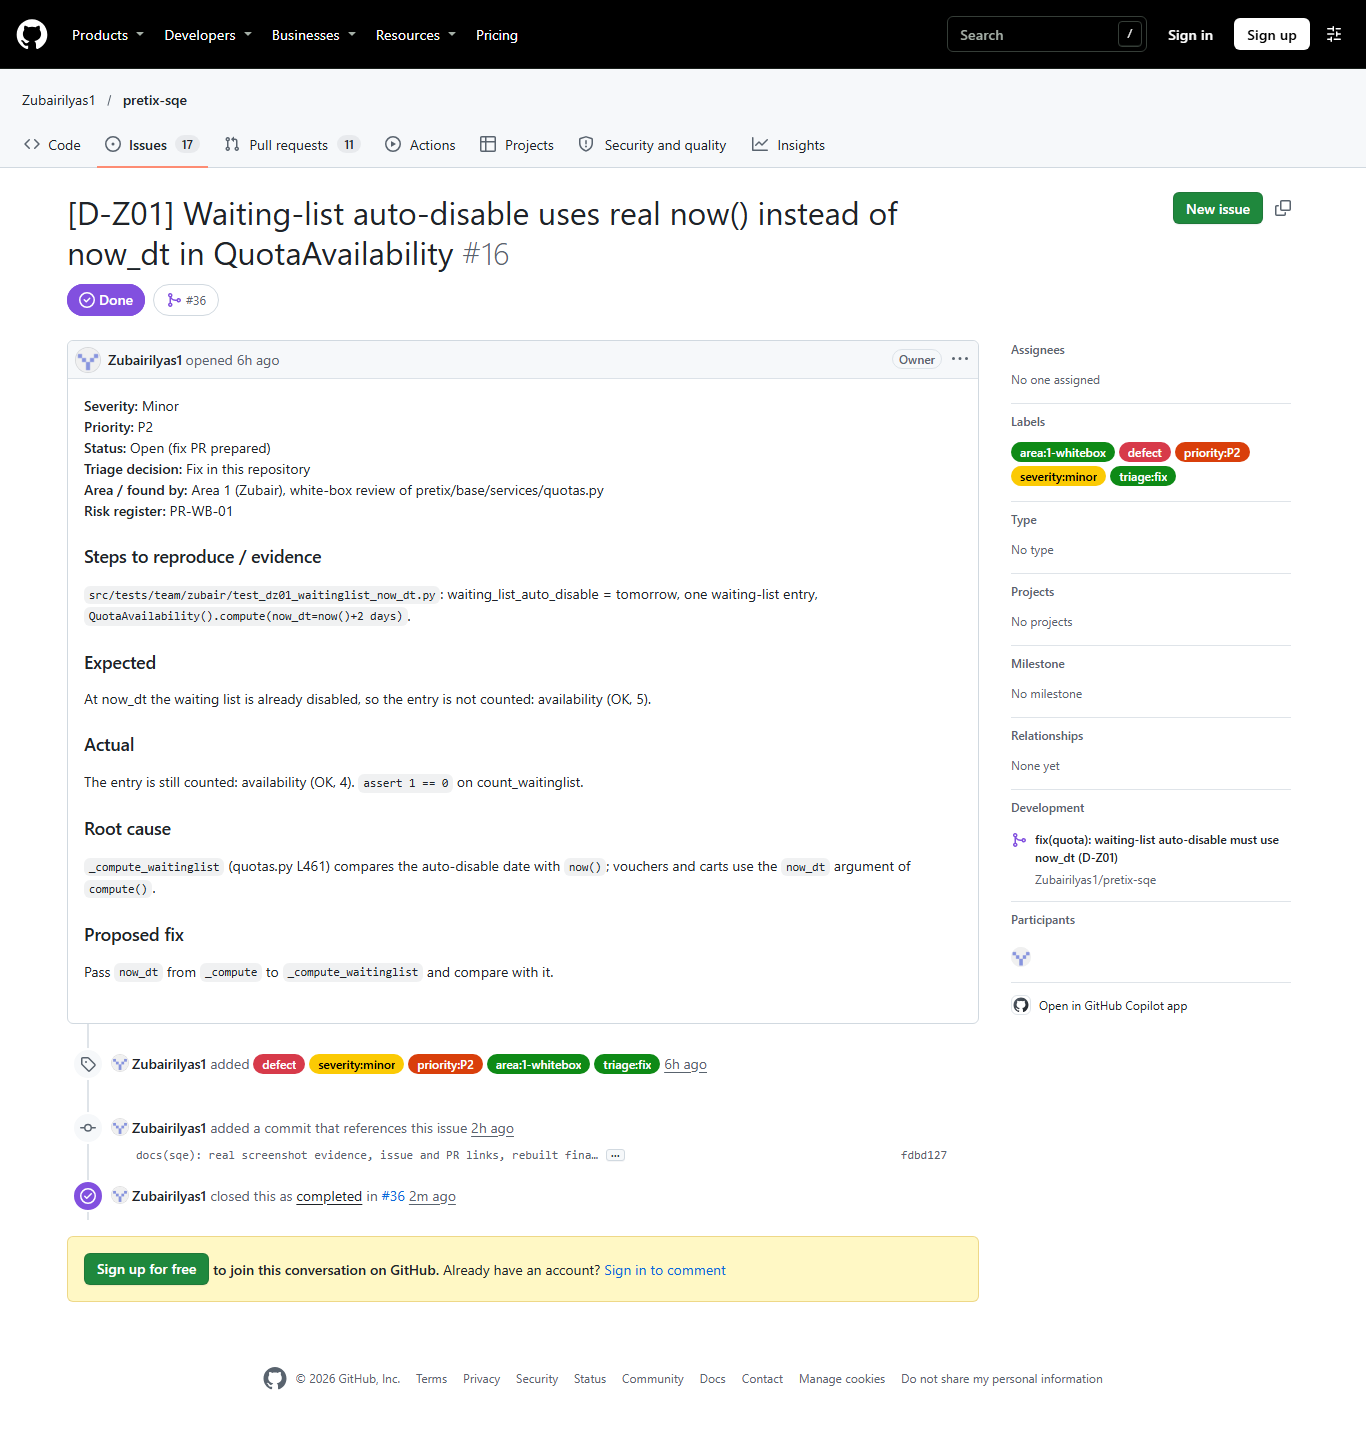 Products
Developers
Businesses
Resources
Pricing
Search
/
Sign in
Sign up
Zubairilyas1 / pretix-sqe
Code
Issues 17
Pull requests 11
Actions
Projects
Security and quality
Insights
[D-Z01] Waiting-list auto-disable uses real now() instead of
now_dt in QuotaAvailability #16
New issue
Done
#36
Zubairilyas1 opened 6h ago
Owner
Severity: Minor
Priority: P2
Status: Open (fix PR prepared)
Triage decision: Fix in this repository
Area / found by: Area 1 (Zubair), white-box review of pretix/base/services/quotas.py
Risk register: PR-WB-01
Steps to reproduce / evidence
src/tests/team/zubair/test_dz01_waitinglist_now_dt.py : waiting_list_auto_disable = tomorrow, one waiting-list entry,
QuotaAvailability().compute(now_dt=now()+2 days) .
Expected
At now_dt the waiting list is already disabled, so the entry is not counted: availability (OK, 5).
Actual
The entry is still counted: availability (OK, 4). assert 1 == 0 on count_waitinglist.
Root cause
_compute_waitinglist (quotas.py L461) compares the auto-disable date with now() ; vouchers and carts use the now_dt argument of
compute() .
Proposed fix
Pass now_dt from _compute to _compute_waitinglist and compare with it.
Zubairilyas1 added defect severity:minor priority:P2 area:1-whitebox triage:fix 6h ago
Zubairilyas1 added a commit that references this issue 2h ago
docs(sqe): real screenshot evidence, issue and PR links, rebuilt fina… ...
fdbd127
Zubairilyas1 closed this as completed in #36 2m ago
Sign up for free to join this conversation on GitHub. Already have an account? Sign in to comment
Assignees
No one assigned
Labels
area:1-whitebox defect priority:P2
severity:minor triage:fix
Type
No type
Projects
No projects
Milestone
No milestone
Relationships
None yet
Development
fix(quota): waiting-list auto-disable must use
now_dt (D-Z01)
Zubairilyas1/pretix-sqe
Participants
Open in GitHub Copilot app
© 2026 GitHub, Inc.
Terms
Privacy
Security
Status
Community
Docs
Contact
Manage cookies
Do not share my personal information